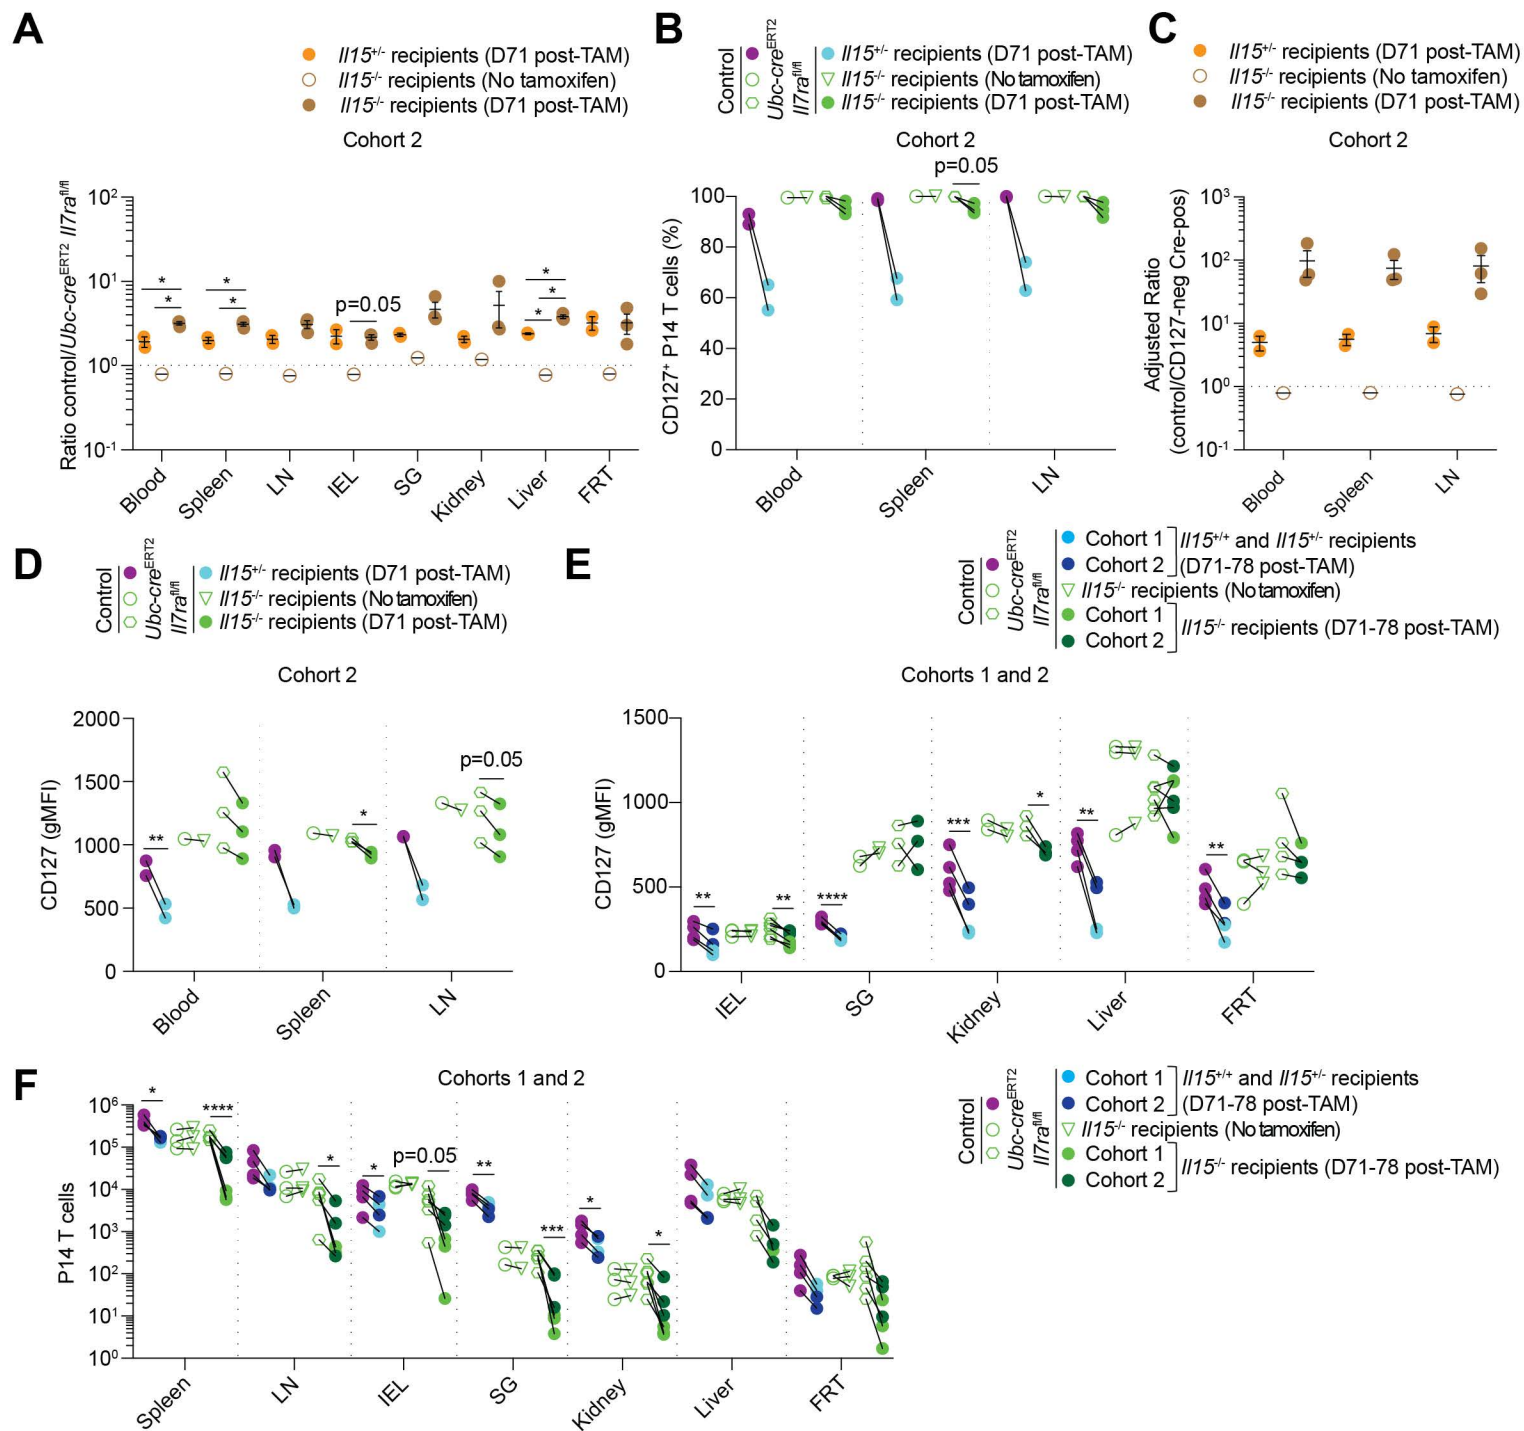 A
Il15+/- recipients (D71 post-TAM)
Il15-/- recipients (No tamoxifen)
Il15-/- recipients (D71 post-TAM)
Cohort 2
Ratio control/Ubc-creERT2 Il7rafl/fl
10²
10¹
10⁰
10-¹
* * * * p=0.05 * * *
Blood Spleen LN IEL SG Kidney Liver FRT
B
Control
Ubc-creERT2
Il7rafl/fl
Il15+/- recipients (D71 post-TAM)
Il15-/- recipients (No tamoxifen)
Il15-/- recipients (D71 post-TAM)
Cohort 2
p=0.05
CD127+ P14 T cells (%)
100
80
60
40
20
0
Blood Spleen LN
C
Il15+/- recipients (D71 post-TAM)
Il15-/- recipients (No tamoxifen)
Il15-/- recipients (D71 post-TAM)
Cohort 2
Adjusted Ratio
(control/CD127-neg Cre-pos)
10³
10²
10¹
10⁰
10-¹
Blood Spleen LN
D
Control
Ubc-creERT2
Il7rafl/fl
Il15+/- recipients (D71 post-TAM)
Il15-/- recipients (No tamoxifen)
Il15-/- recipients (D71 post-TAM)
Cohort 2
CD127 (gMFI)
2000
1500
1000
500
0
** * p=0.05
Blood Spleen LN
E
Control
Ubc-creERT2
Il7rafl/fl
Cohort 1
Cohort 2
Il15+/+ and Il15+/- recipients
(D71-78 post-TAM)
Il15-/- recipients (No tamoxifen)
Cohort 1
Cohort 2
Il15-/- recipients (D71-78 post-TAM)
Cohorts 1 and 2
CD127 (gMFI)
1500
1000
500
0
** ** **** *** * ** **
IEL SG Kidney Liver FRT
F
Cohorts 1 and 2
Control
Ubc-creERT2
Il7rafl/fl
Cohort 1
Cohort 2
Il15+/+ and Il15+/- recipients
(D71-78 post-TAM)
Il15-/- recipients (No tamoxifen)
Cohort 1
Cohort 2
Il15-/- recipients (D71-78 post-TAM)
P14 T cells
10⁶
10⁵
10⁴
10³
10²
10¹
10⁰
* **** * * p=0.05 ** *** * *
Spleen LN IEL SG Kidney Liver FRT